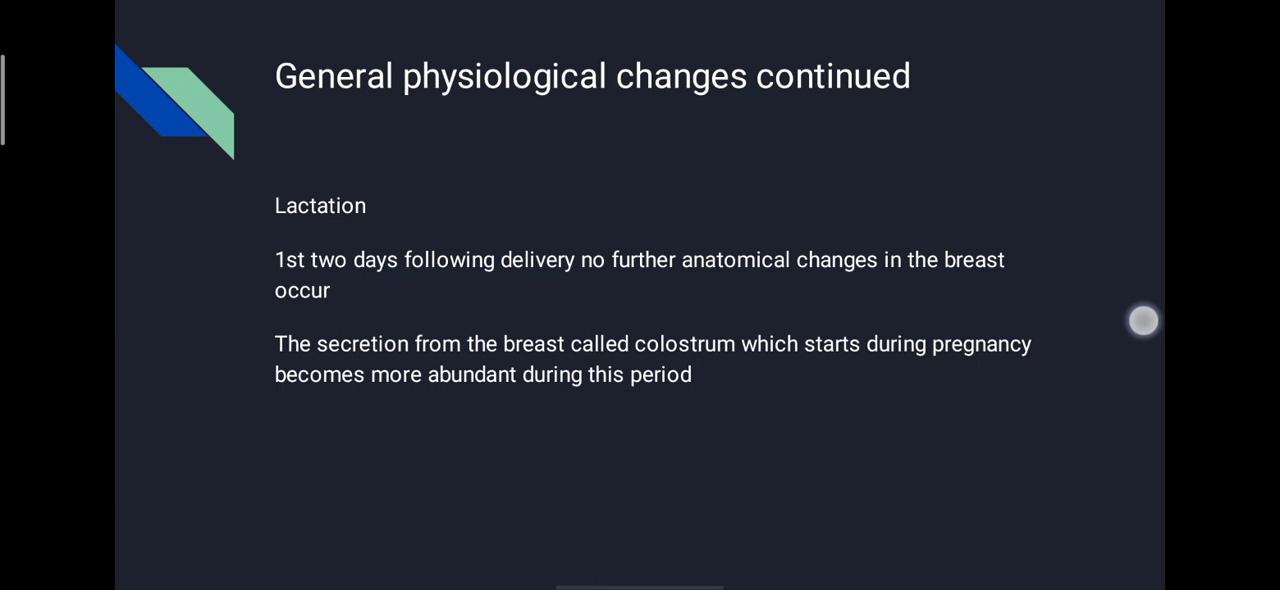 General physiological changes continued
Lactation
1st two days following delivery no further anatomical changes in the breast
occur
The secretion from the breast called colostrum which starts during pregnancy
becomes more abundant during this period